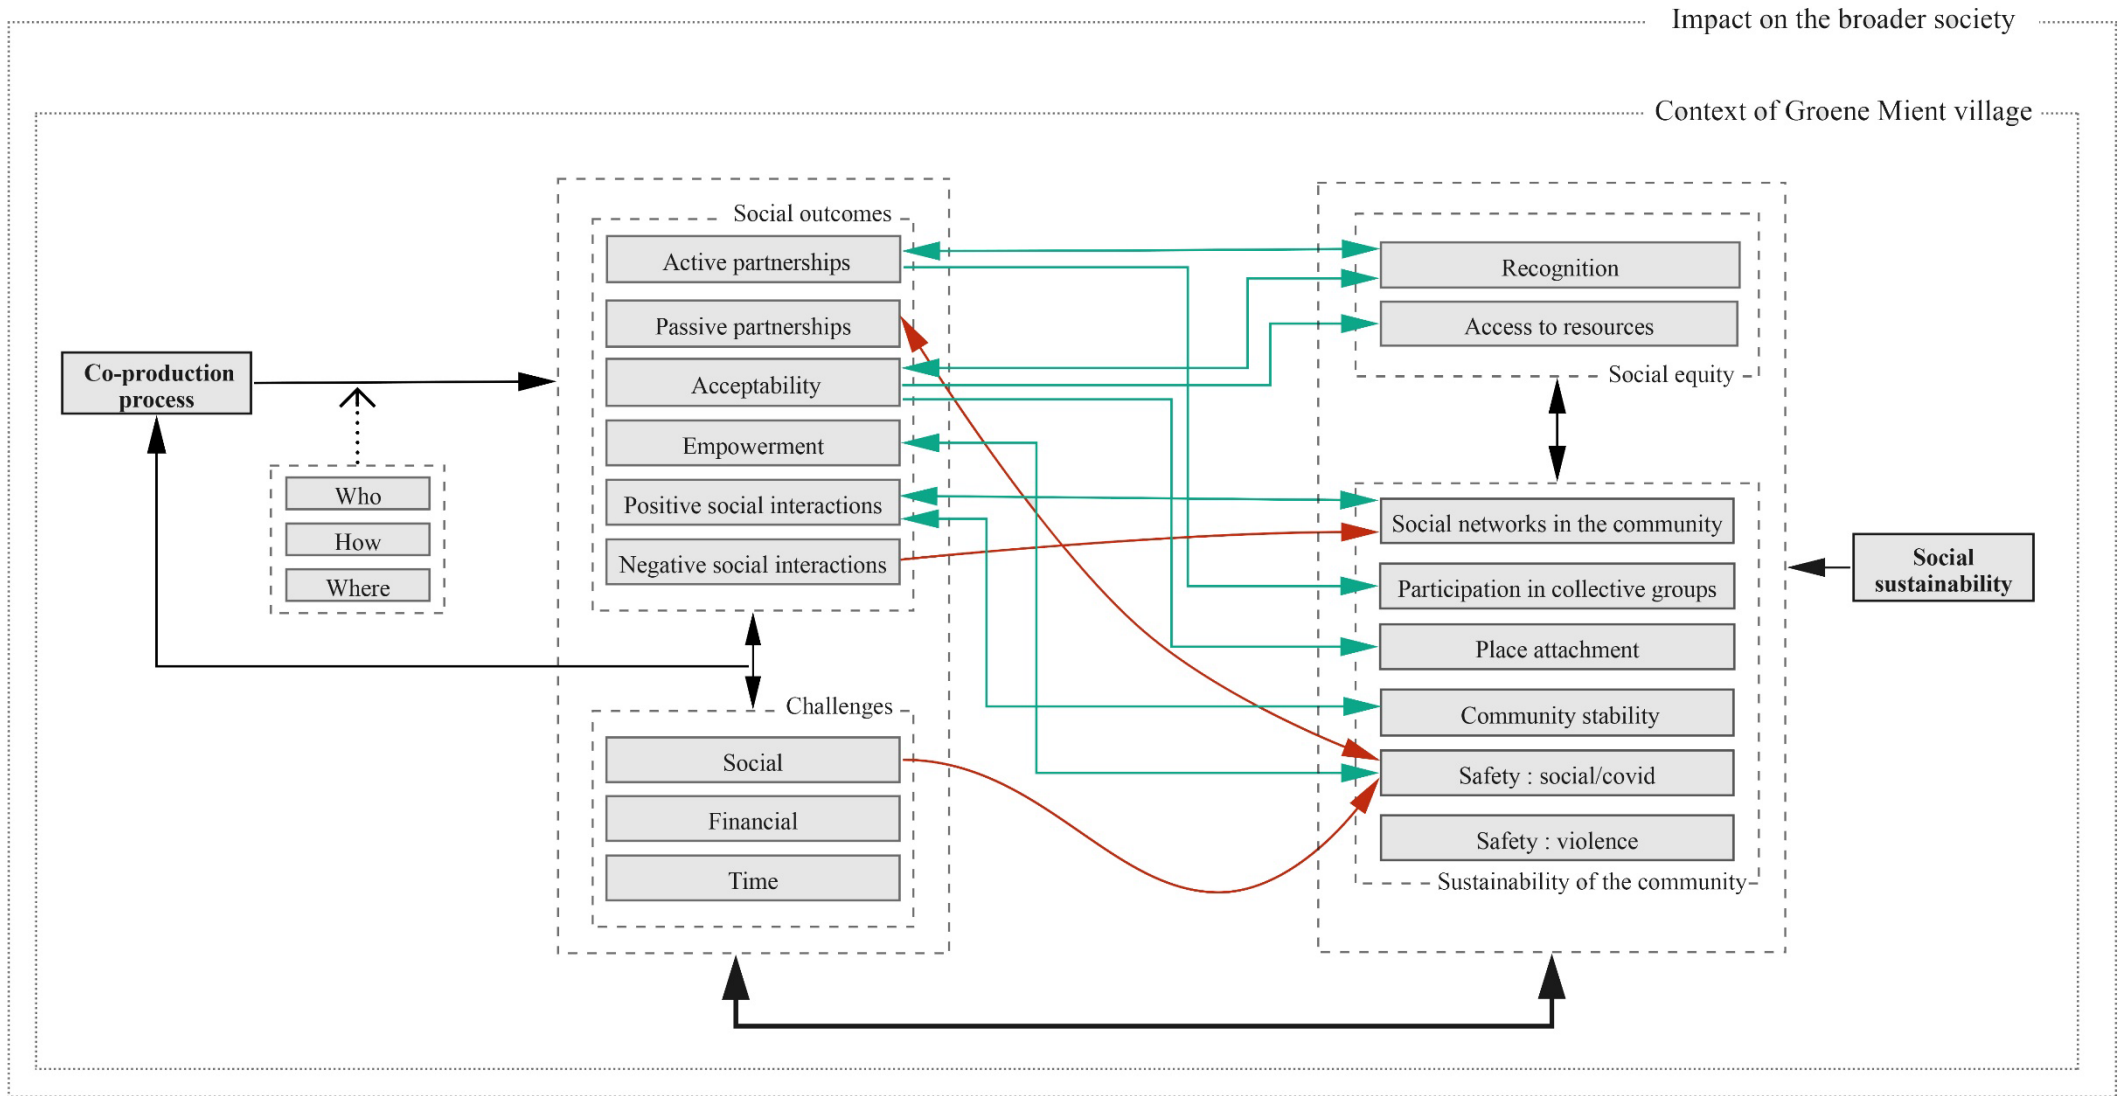 Impact on the broader society
Context of Groene Mient village
Co-production
process
Who
How
Where
Social outcomes
Active partnerships
Passive partnerships
Acceptability
Empowerment
Positive social interactions
Negative social interactions
Challenges
Social
Financial
Time
Recognition
Access to resources
Social equity
Social networks in the community
Participation in collective groups
Place attachment
Community stability
Safety : social/covid
Safety : violence
Sustainability of the community
Social
sustainability